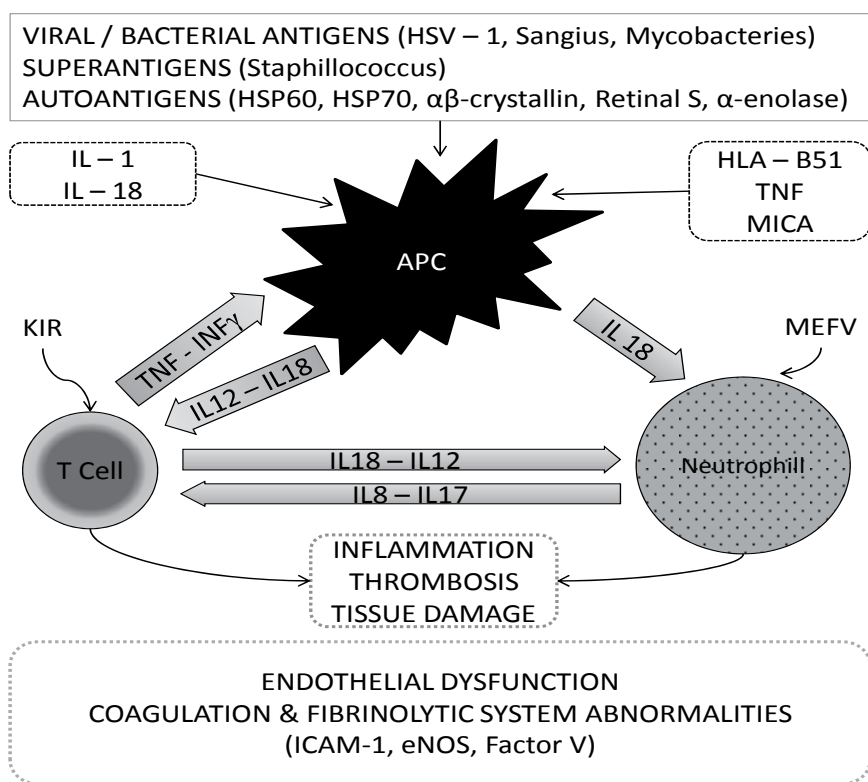 VIRAL / BACTERIAL ANTIGENS (HSV – 1, Sangius, Mycobacteries)
SUPERANTIGENS (Staphillococcus)
AUTOANTIGENS (HSP60, HSP70, αβ-crystallin, Retinal S, α-enolase)
IL – 1
IL – 18
HLA – B51
TNF
MICA
APC
KIR
TNF - INFγ
IL12 – IL18
IL 18
MEFV
T Cell
IL18 – IL12
IL8 – IL17
Neutrophill
INFLAMMATION
THROMBOSIS
TISSUE DAMAGE
ENDOTHELIAL DYSFUNCTION
COAGULATION & FIBRINOLYTIC SYSTEM ABNORMALITIES
(ICAM-1, eNOS, Factor V)